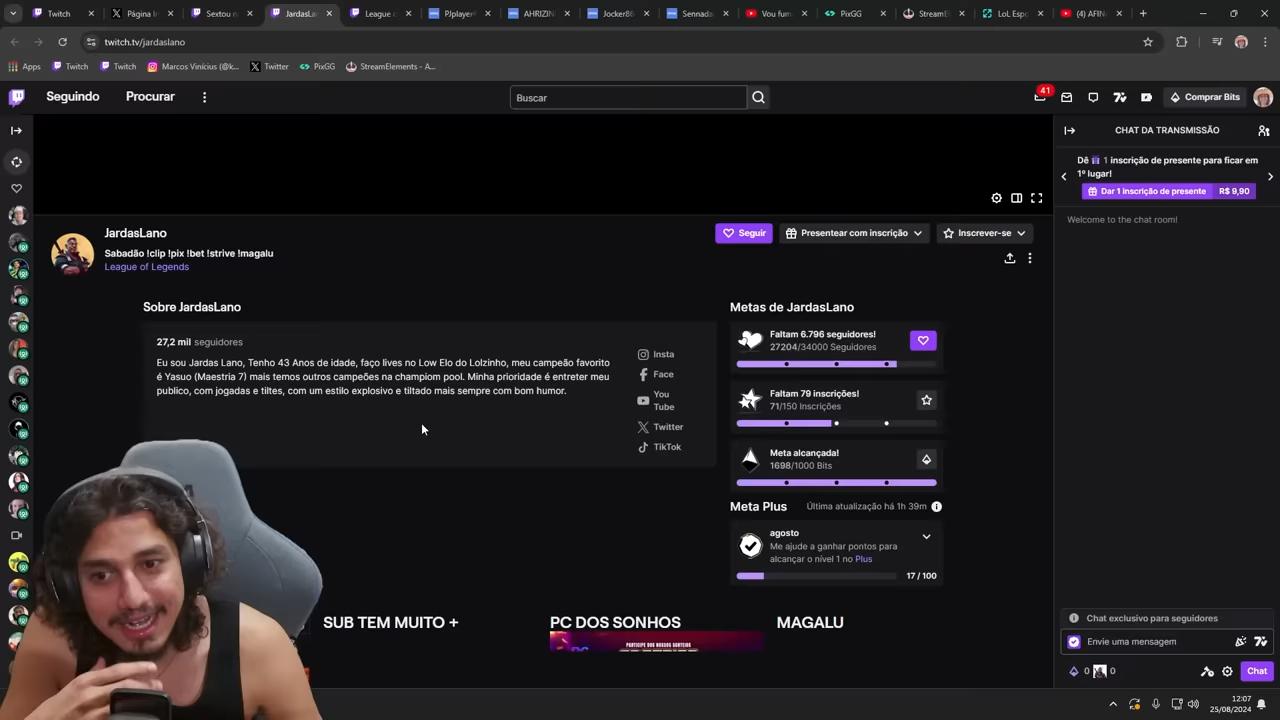 Twitch
Página In
Sextou na
JardasLan
League c
PJplayer
AHRIZIN
Jocker86
Sennada
Vou fuma
PixGG
StreamEl
LoL Espo
(4) AFIN
twitch.tv/jardaslano
Apps
Twitch
Twitch
Marcos Vinícius (@k...
Twitter
PixGG
StreamElements - A...
Seguindo
Procurar
Buscar
41
Comprar Bits
CHAT DA TRANSMISSÃO
Dê 1 inscrição de presente para ficar em
1º lugar!
Dar 1 inscrição de presente R$ 9,90
Welcome to the chat room!
JardasLano
Sabadão !clip !pix !bet !strive !magalu
League of Legends
Seguir
Presentear com inscrição
Inscrever-se
Sobre JardasLano
27,2 mil seguidores
Eu sou Jardas Lano, Tenho 43 Anos de idade, faço lives no Low Elo do Lolzinho, meu campeão favorito
é Yasuo (Maestria 7) mais temos outros campeões na champiom pool. Minha prioridade é entreter meu
publico, com jogadas e tiltes, com um estilo explosivo e tiltado mais sempre com bom humor.
Insta
Face
You
Tube
Twitter
TikTok
Metas de JardasLano
Faltam 6.796 seguidores!
27204/34000 Seguidores
Faltam 79 inscrições!
71/150 Inscrições
Meta alcançada!
1698/1000 Bits
Meta Plus
Última atualização há 1h 39m
agosto
Me ajude a ganhar pontos para
alcançar o nível 1 no Plus
17 / 100
SUB TEM MUITO +
PC DOS SONHOS
MAGALU
PARTICIPE DOS NOSSOS SORTEIOS
Chat exclusivo para seguidores
Envie uma mensagem
0
0
Chat
12:07
25/08/2024